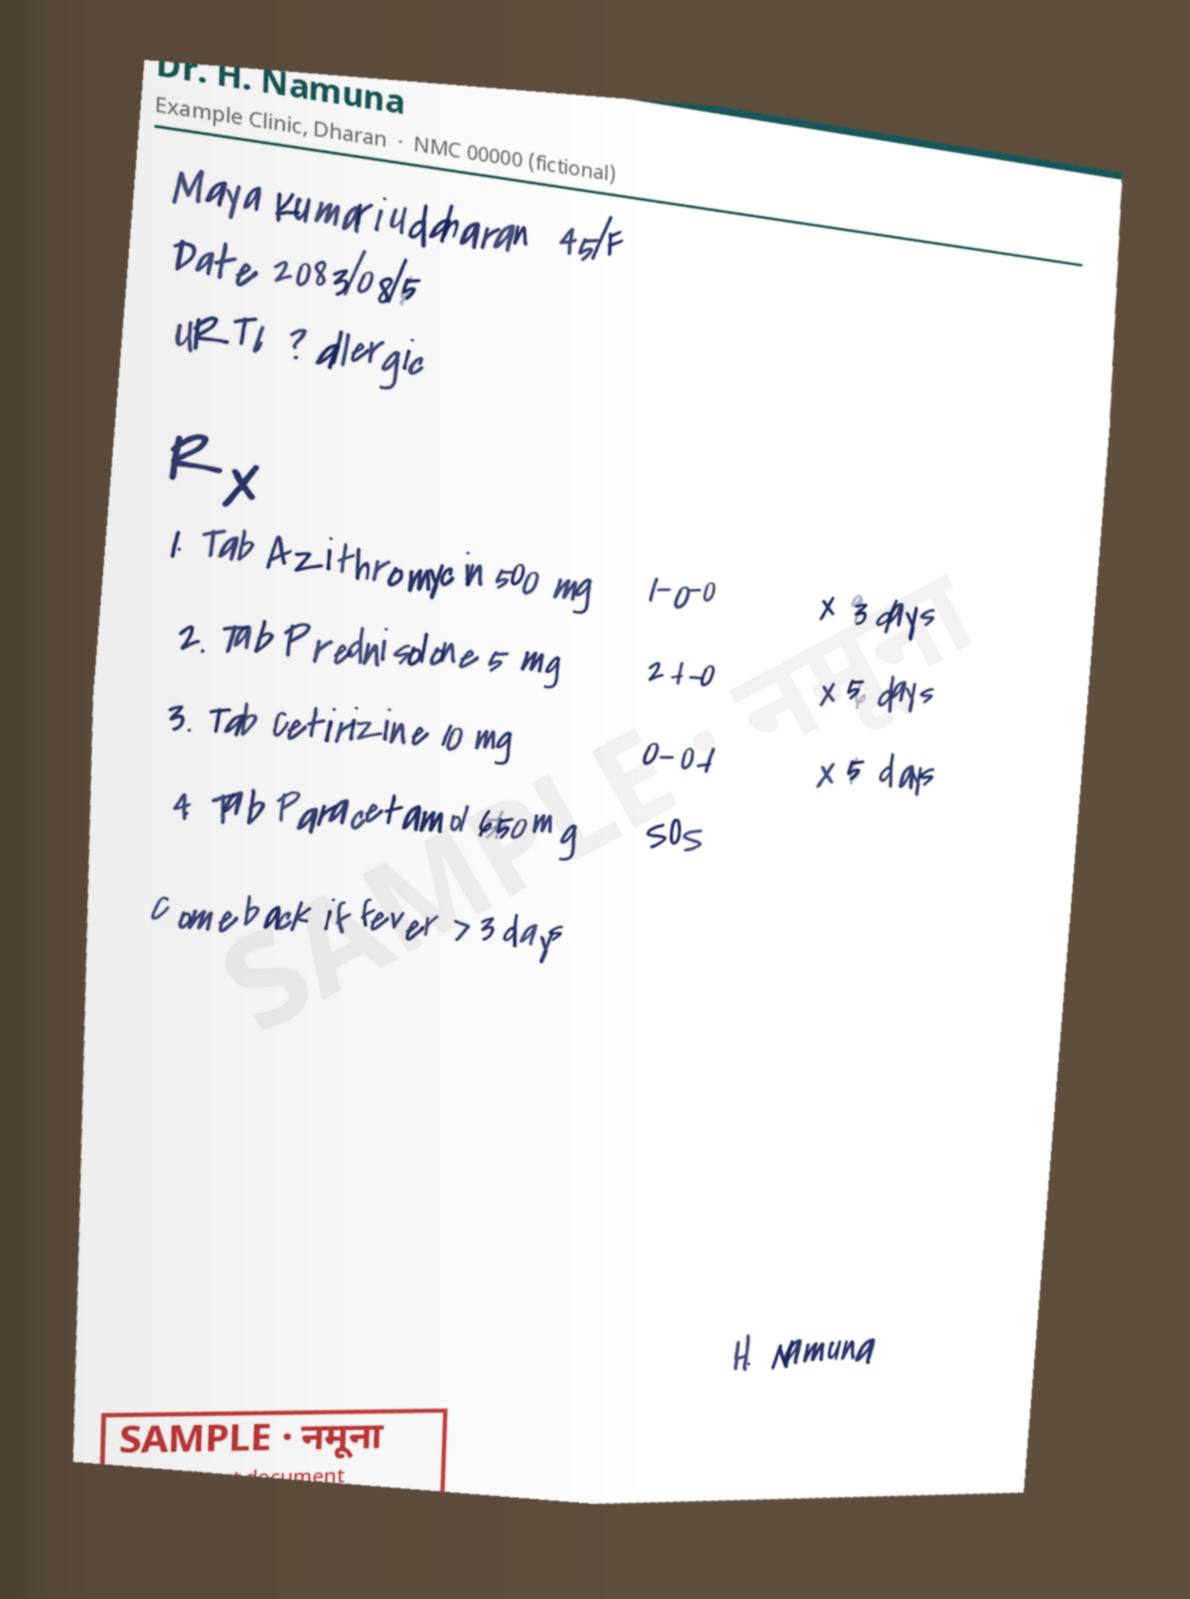 Dr. H. Namuna
Example Clinic, Dharan · NMC 00000 (fictional)
Maya Kumari 45/F
Date 2083/08/5
URTI ? allergic
Rx
1. Tab Azithromycin 500 mg 1-0-0 x 3 days
2. Tab Prednisolone 5 mg 2-1-0 x 5 days
3. Tab Cetirizine 10 mg 0-0-1 x 5 days
4 Tab Paracetamol 650 mg SOS
Come back if fever > 3 days
SAMPLE · नमूना
H. Namuna
SAMPLE · नमूना
document